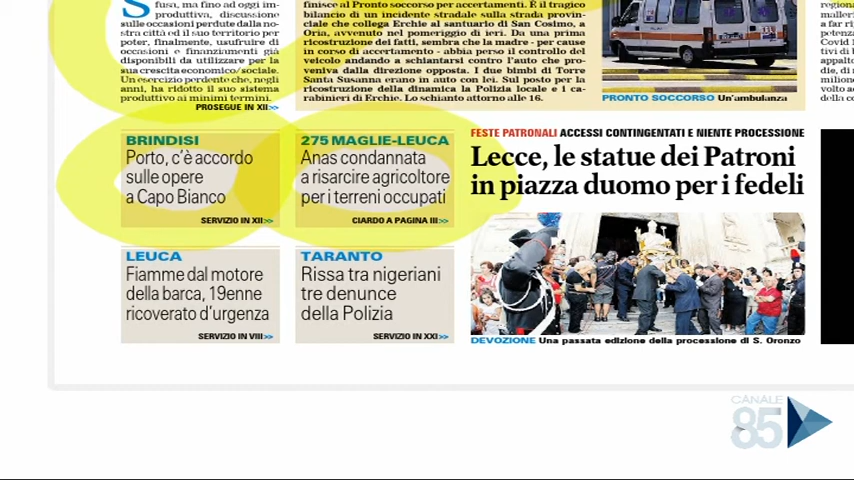 fusa, ma fino ad oggi im-
produttiva, discussione
sulle occasioni perdute dalla no-
stra città ed il suo territorio per
poter, finalmente, usufruire di
occasioni e finanziamenti già
disponibili da utilizzare per la
sua crescita economico/sociale.
Un esercizio perdente che, negli
anni, ha ridotto il suo sistema
produttivo ai minimi termini.
PROSEGUE IN XII>>
finisce al Pronto soccorso per accertamenti. È il tragico
bilancio di un incidente stradale sulla strada provin-
ciale che collega Erchie al santuario di San Cosimo, a
Oria, avvenuto nel pomeriggio di ieri. Da una prima
ricostruzione dei fatti, sembra che la madre - per cause
in corso di accertamento - abbia perso il controllo del
veicolo andando a schiantarsi contro l'auto che pro-
veniva dalla direzione opposta. I due bimbi di Torre
Santa Susanna erano in auto con lei. Sul posto per la
ricostruzione della dinamica la Polizia locale e i ca-
rabinieri di Erchie. Lo schianto attorno alle 16.
PRONTO SOCCORSO Un'ambulanza
BRINDISI
Porto, c'è accordo
sulle opere
a Capo Bianco
SERVIZIO IN XII>>
275 MAGLIE-LEUCA
Anas condannata
a risarcire agricoltore
per i terreni occupati
CIARDO A PAGINA III>>
LEUCA
Fiamme dal motore
della barca, 19enne
ricoverato d'urgenza
SERVIZIO IN VIII>>
TARANTO
Rissa tra nigeriani
tre denunce
della Polizia
SERVIZIO IN XXI>>
FESTE PATRONALI ACCESSI CONTINGENTATI E NIENTE PROCESSIONE
Lecce, le statue dei Patroni
in piazza duomo per i fedeli
DEVOZIONE Una passata edizione della processione di S. Oronzo
CANALE
85